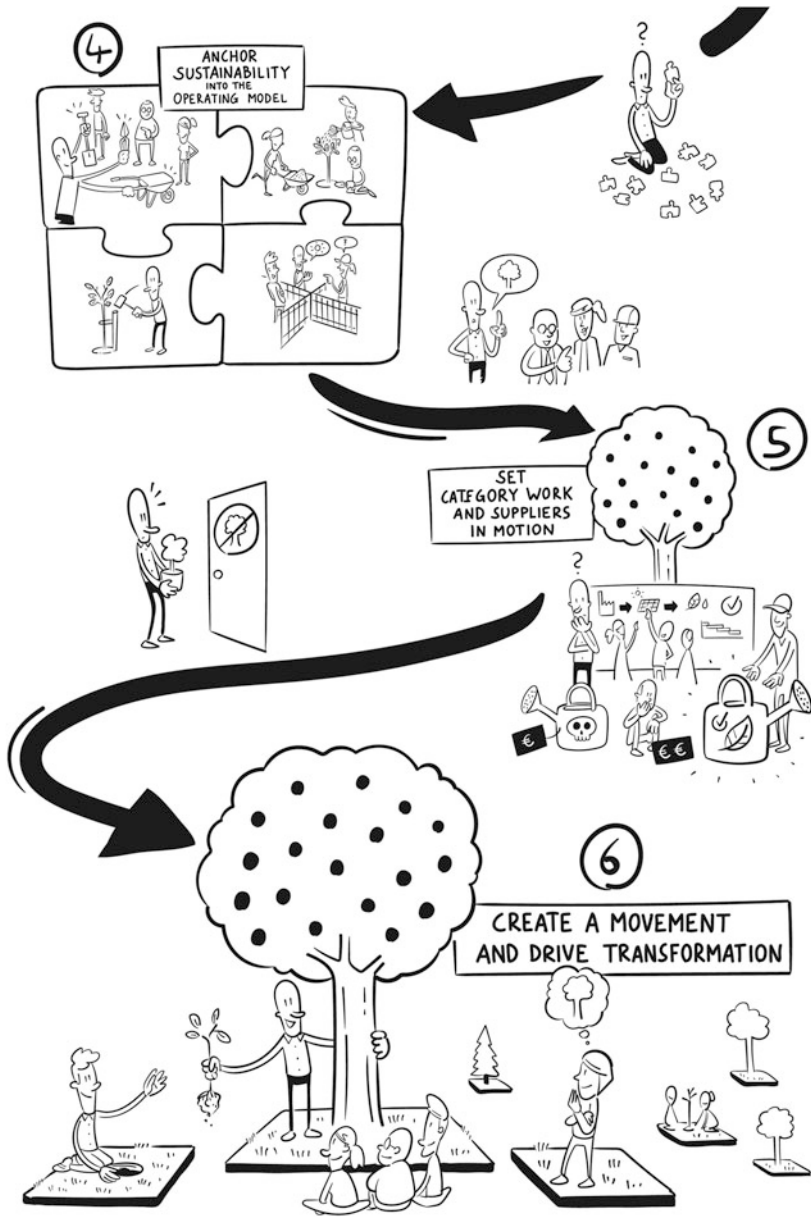 4
ANCHOR
SUSTAINABILITY
INTO THE
OPERATING MODEL
?
?
5
SET
CATEGORY WORK
AND SUPPLIERS
IN MOTION
?
€
€€
6
CREATE A MOVEMENT
AND DRIVE TRANSFORMATION